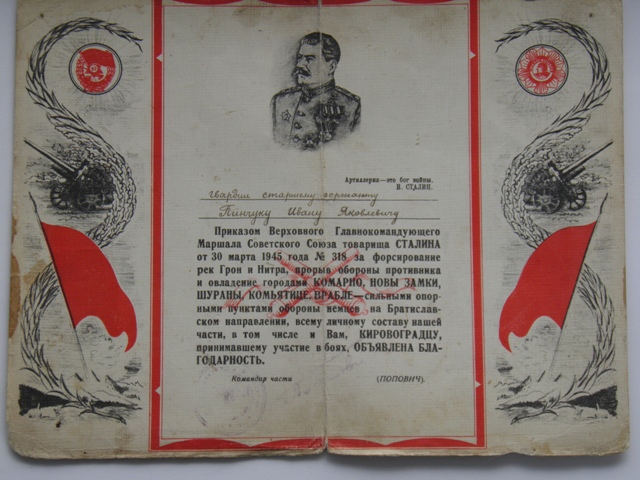 Артиллерия—это бог войны.
И. СТАЛИН.
Гвардии старшему сержанту
Пинчуку Ивану Яковлевичу
Приказом Верховного Главнокомандующего
Маршала Советского Союза товарища СТАЛИНА
от 30 марта 1945 года № 318 за форсирование
рек Грон и Нитра, прорыв обороны противника
и овладение городами КОМАРНО, НОВЫ ЗАМКИ,
ШУРАНЫ, КОМЬЯТИЦЕ, ВРАБЛЕ—сильными опор-
ными пунктами обороны немцев на Братислав-
ском направлении, всему личному составу нашей
части, в том числе и Вам, КИРОВОГРАДЦУ,
принимавшему участие в боях, ОБЪЯВЛЕНА БЛА-
ГОДАРНОСТЬ.
Командир части (ПОПОВИЧ).